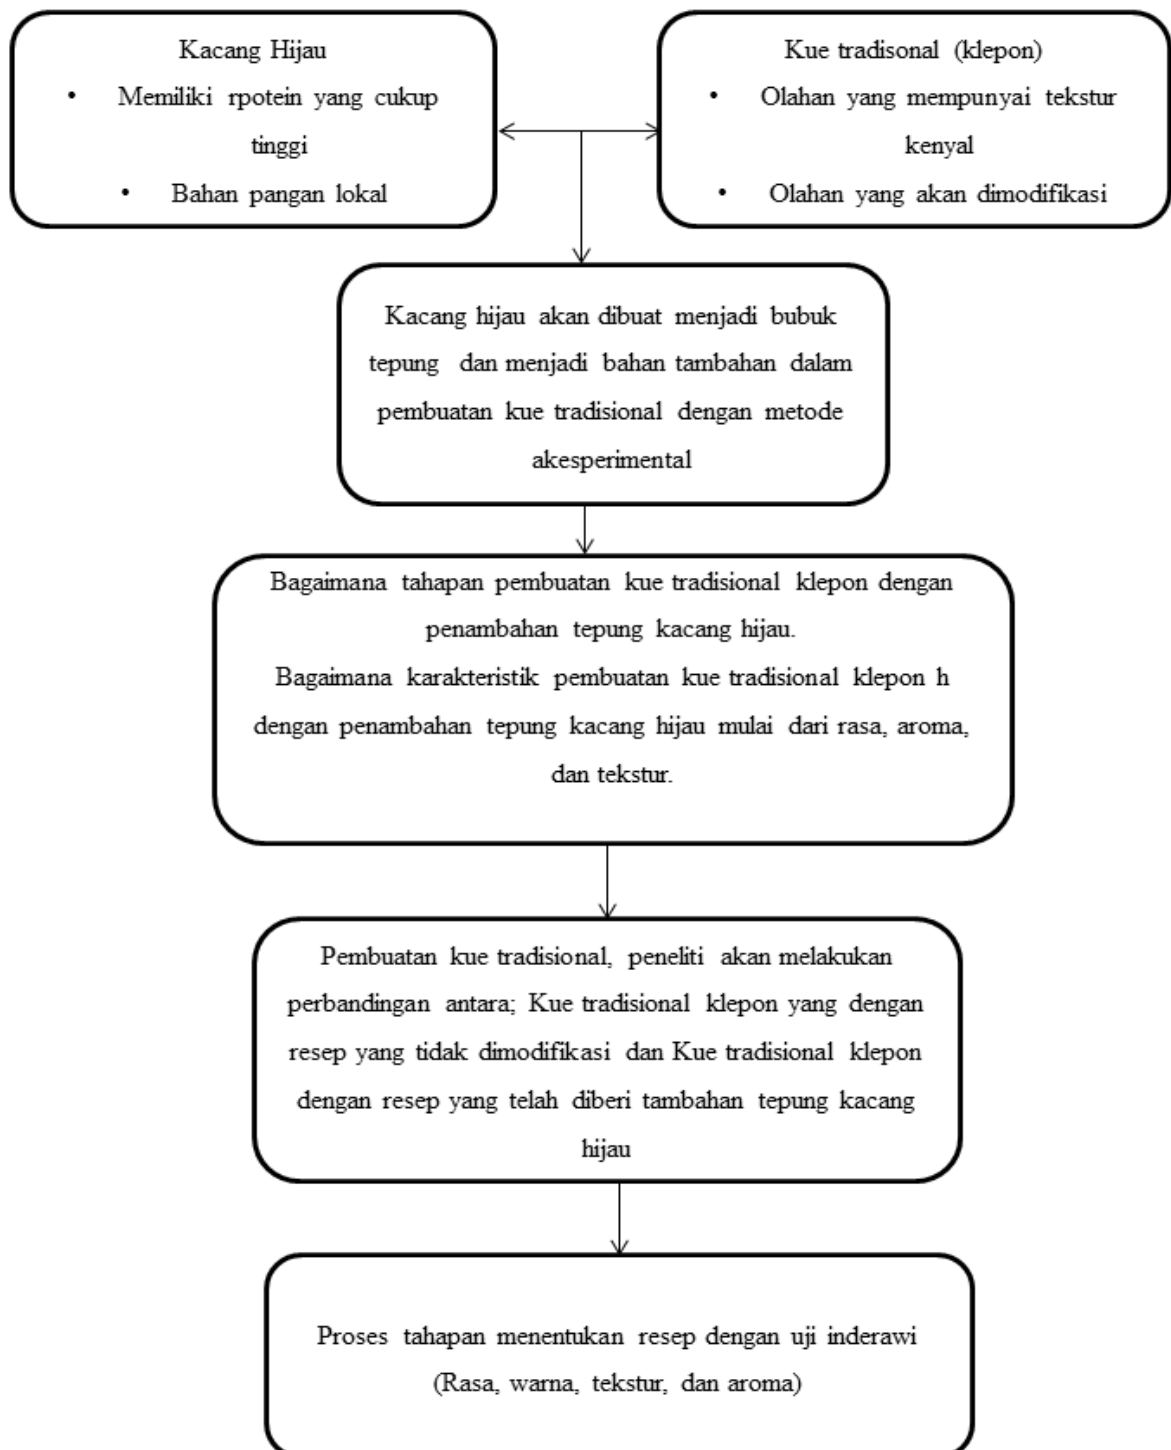 Kacang Hijau
• Memiliki rpotein yang cukup
tinggi
• Bahan pangan lokal
Kue tradisonal (klepon)
• Olahan yang mempunyai tekstur
kenyal
• Olahan yang akan dimodifikasi
Kacang hijau akan dibuat menjadi bubuk
tepung dan menjadi bahan tambahan dalam
pembuatan kue tradisional dengan metode
akesperimental
Bagaimana tahapan pembuatan kue tradisional klepon dengan
penambahan tepung kacang hijau.
Bagaimana karakteristik pembuatan kue tradisional klepon h
dengan penambahan tepung kacang hijau mulai dari rasa, aroma,
dan tekstur.
Pembuatan kue tradisional, peneliti akan melakukan
perbandingan antara; Kue tradisional klepon yang dengan
resep yang tidak dimodifikasi dan Kue tradisional klepon
dengan resep yang telah diberi tambahan tepung kacang
hijau
Proses tahapan menentukan resep dengan uji inderawi
(Rasa, warna, tekstur, dan aroma)